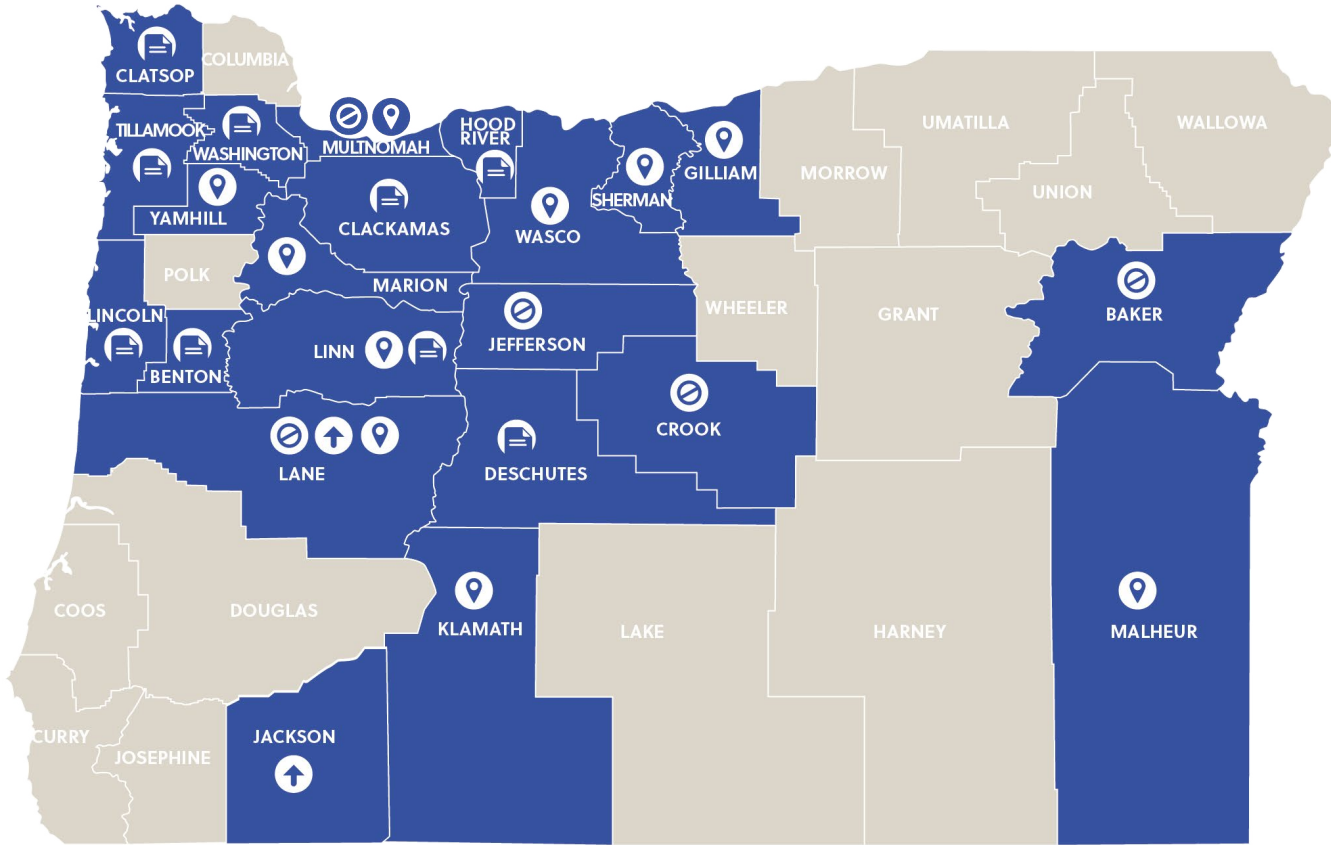 CLATSOP
COLUMBIA
TILLAMOOK
WASHINGTON
MULTNOMAH
HOOD
RIVER
GILLIAM
SHERMAN
MORROW
UMATILLA
UNION
WALLOWA
YAMHILL
CLACKAMAS
WASCO
POLK
MARION
LINCOLN
BENTON
LINN
JEFFERSON
WHEELER
GRANT
BAKER
CROOK
LANE
DESCHUTES
COOS
DOUGLAS
KLAMATH
LAKE
HARNEY
MALHEUR
CURRY
JOSEPHINE
JACKSON